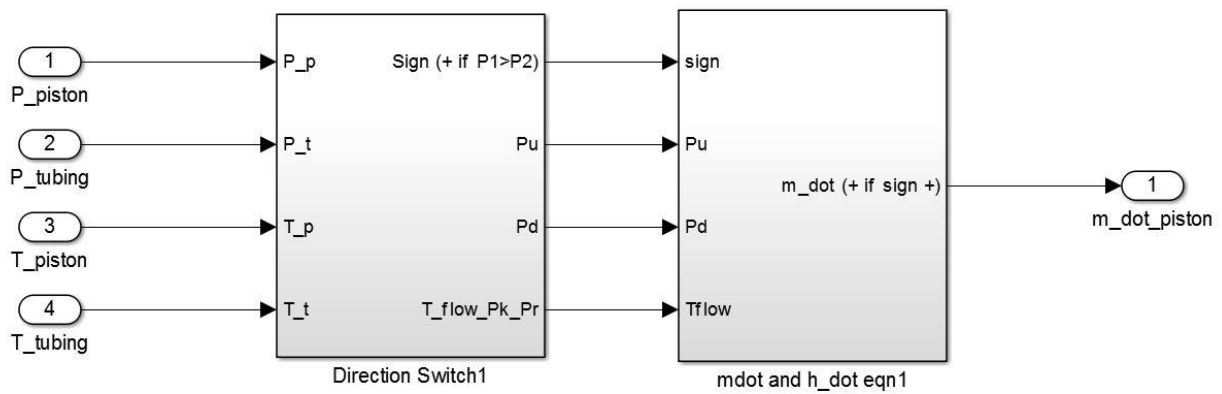 1
P_piston
2
P_tubing
3
T_piston
4
T_tubing
P_p
P_t
T_p
T_t
Sign (+ if P1>P2)
Pu
Pd
T_flow_Pk_Pr
Direction Switch1
sign
Pu
Pd
Tflow
m_dot (+ if sign +)
mdot and h_dot eqn1
1
m_dot_piston